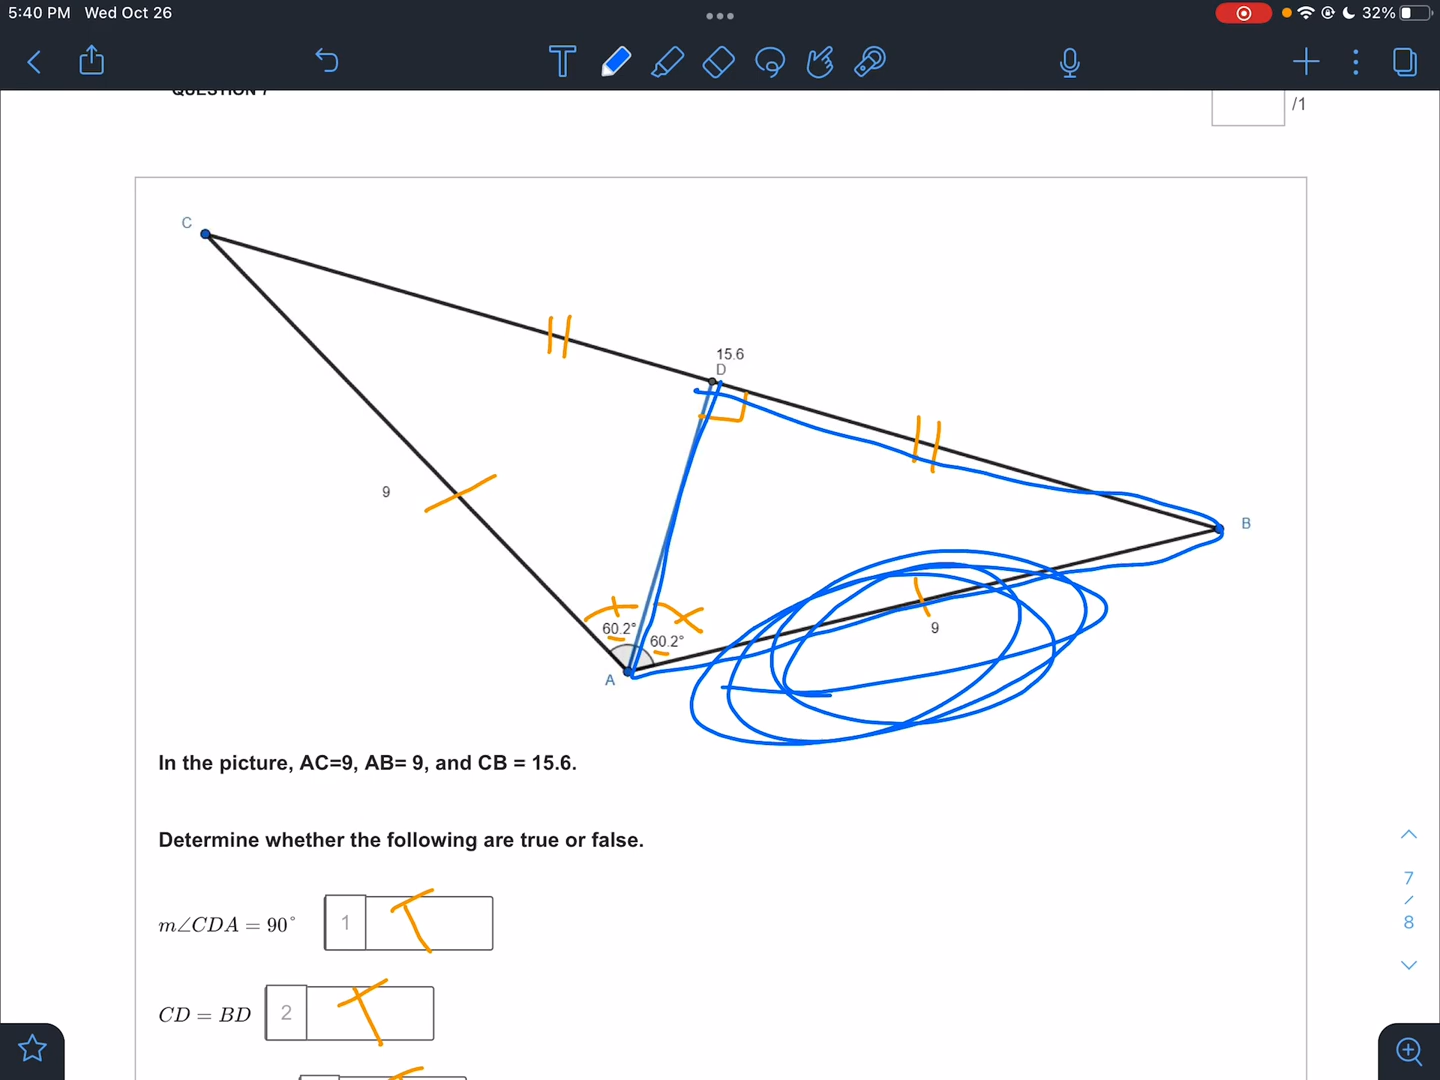 5:40 PM Wed Oct 26
32%
QUESTION 7
/1
C
15.6
D
9
B
60.2°
60.2°
9
A
In the picture, AC=9, AB= 9, and CB = 15.6.
Determine whether the following are true or false.
m∠CDA = 90° 1 T
CD = BD 2 T
7
/
8